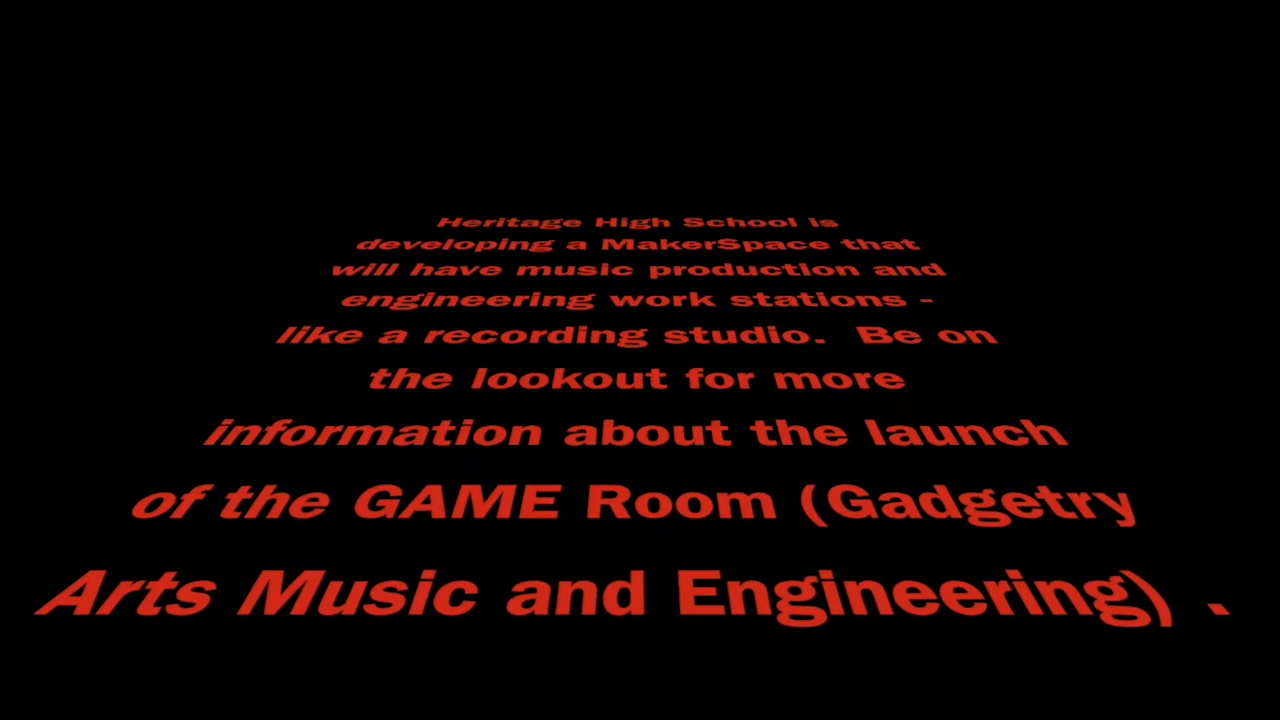 Heritage High School is
developing a MakerSpace that
will have music production and
engineering work stations -
like a recording studio.  Be on
the lookout for more
information about the launch
of the GAME Room (Gadgetry
Arts Music and Engineering) .